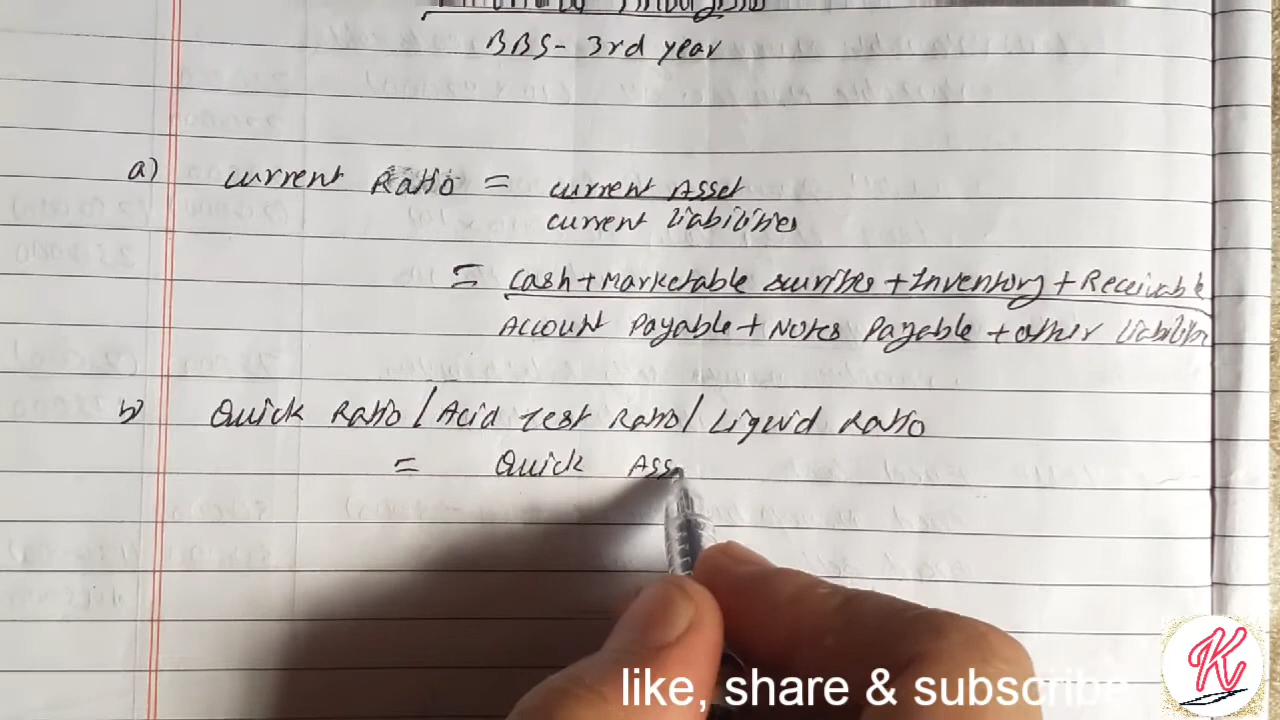 BBS- 3rd year
a) current Ratio = current Asset
current liabilities
= cash+Marketable securities+Inventory+Receivable
Account Payable+Notes Payable+other liabilities
b) Quick Ratio/Acid Test Ratio/Liquid Ratio
= Quick Ass
K
like, share & subscribe